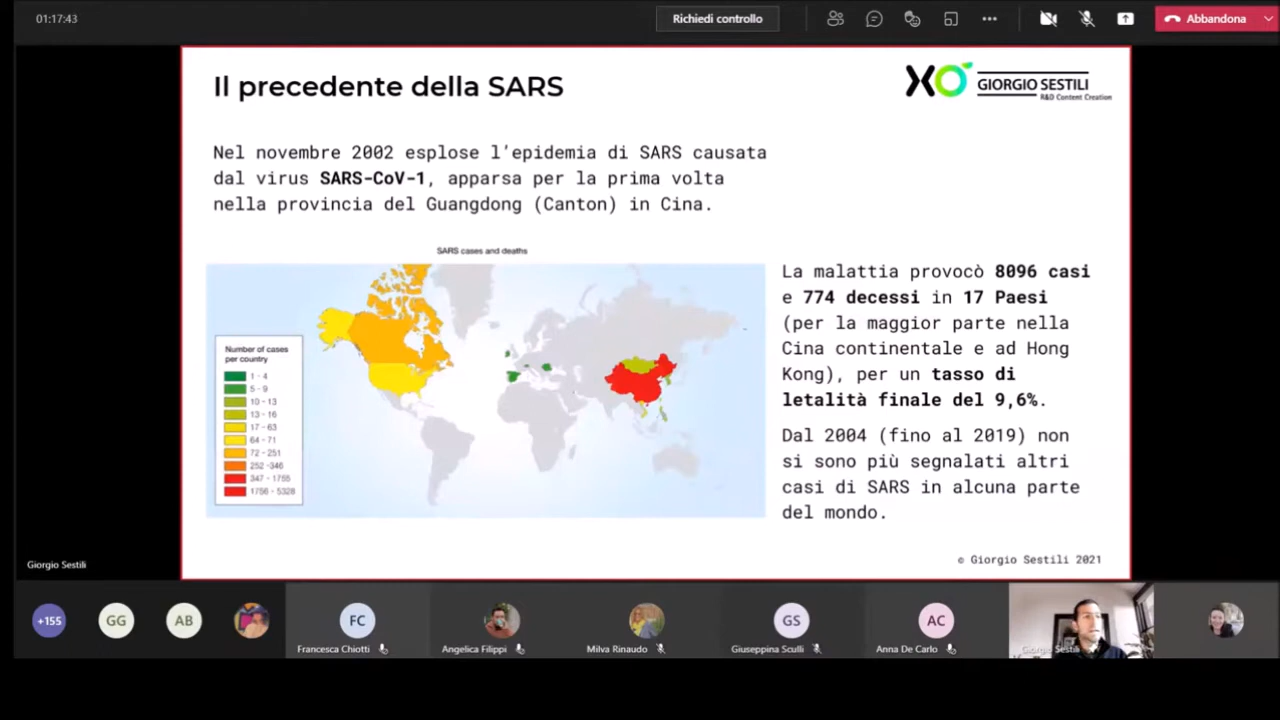 01:17:43
Richiedi controllo
Abbandona
Il precedente della SARS
XO
GIORGIO SESTILI
R&D Content Creation
Nel novembre 2002 esplose l'epidemia di SARS causata
dal virus SARS-CoV-1, apparsa per la prima volta
nella provincia del Guangdong (Canton) in Cina.
SARS cases and deaths
Number of cases
per country
1 - 4
5 - 9
10 - 13
13 - 16
17 - 63
64 - 71
72 - 251
252 -346
347 - 1755
1756 - 5328
La malattia provocò 8096 casi
e 774 decessi in 17 Paesi
(per la maggior parte nella
Cina continentale e ad Hong
Kong), per un tasso di
letalità finale del 9,6%.
Dal 2004 (fino al 2019) non
si sono più segnalati altri
casi di SARS in alcuna parte
del mondo.
© Giorgio Sestili 2021
Giorgio Sestili
+155
GG
AB
FC
GS
AC
Francesca Chiotti
Angelica Filippi
Milva Rinaudo
Giuseppina Sculli
Anna De Carlo
Giorgio Sestili